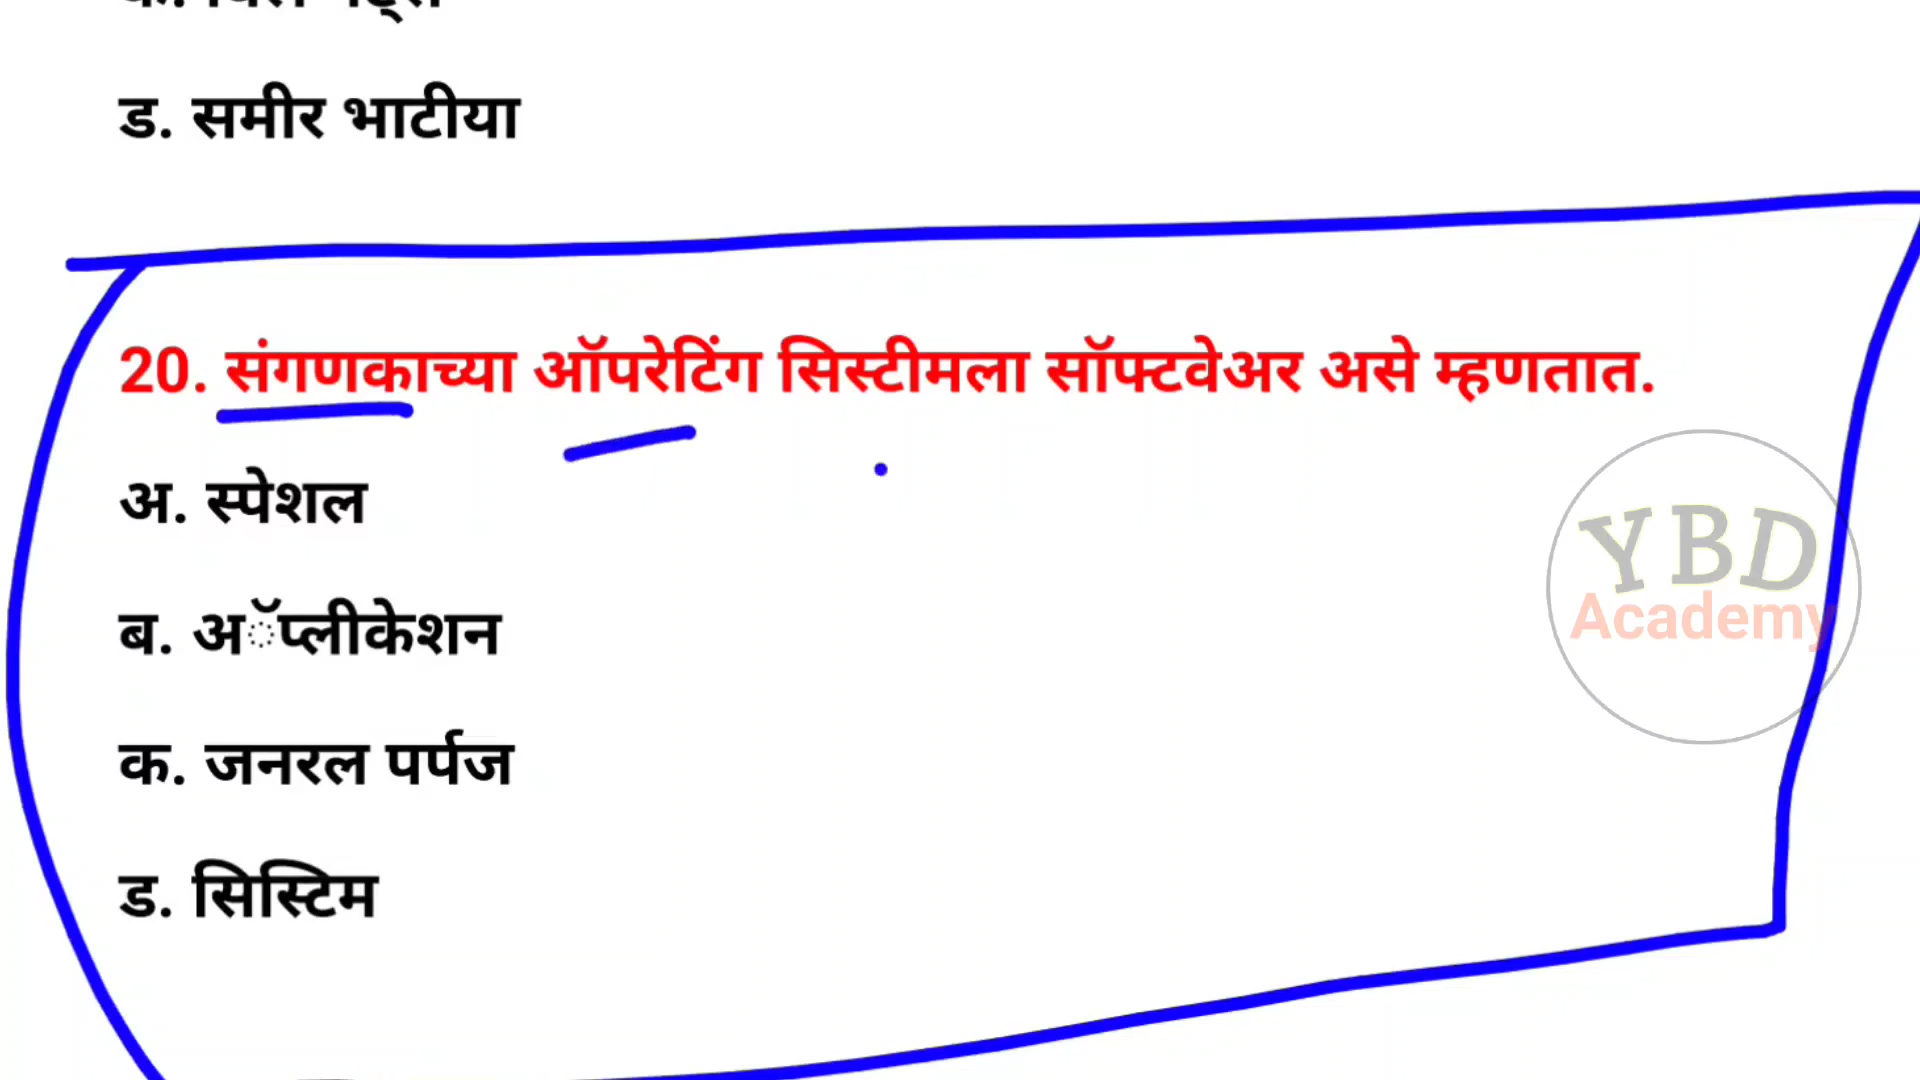 ड. समीर भाटीया
20. संगणकाच्या ऑपरेटिंग सिस्टीमला सॉफ्टवेअर असे म्हणतात.
अ. स्पेशल
ब. अॅप्लीकेशन
क. जनरल पर्पज
ड. सिस्टिम
YBD
Academy